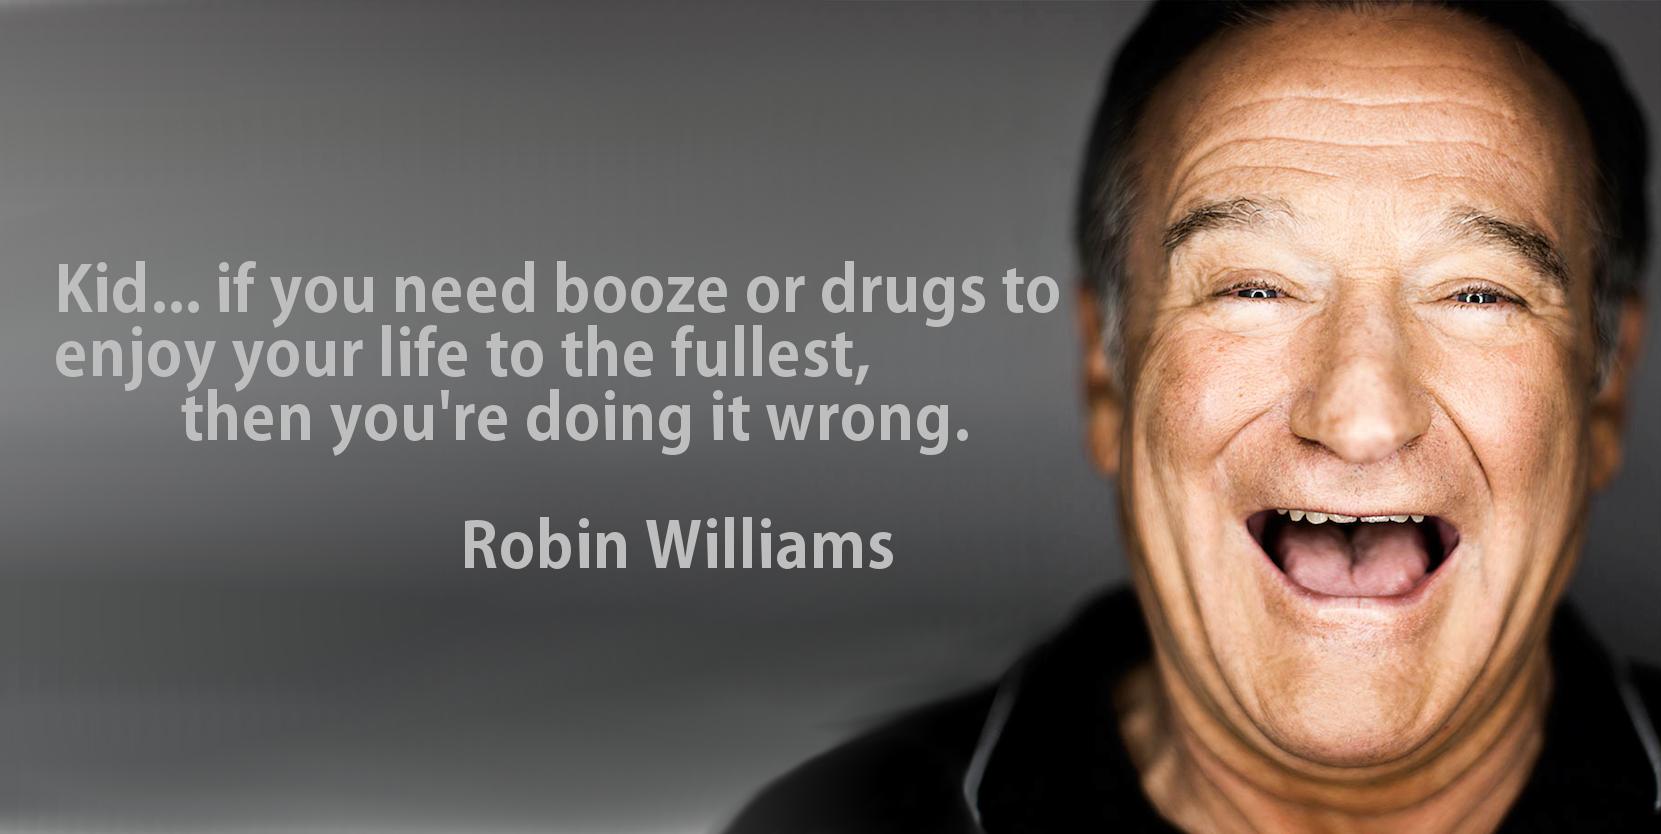 Kid... if you need booze or drugs to
enjoy your life to the fullest,
then you're doing it wrong.
Robin Williams